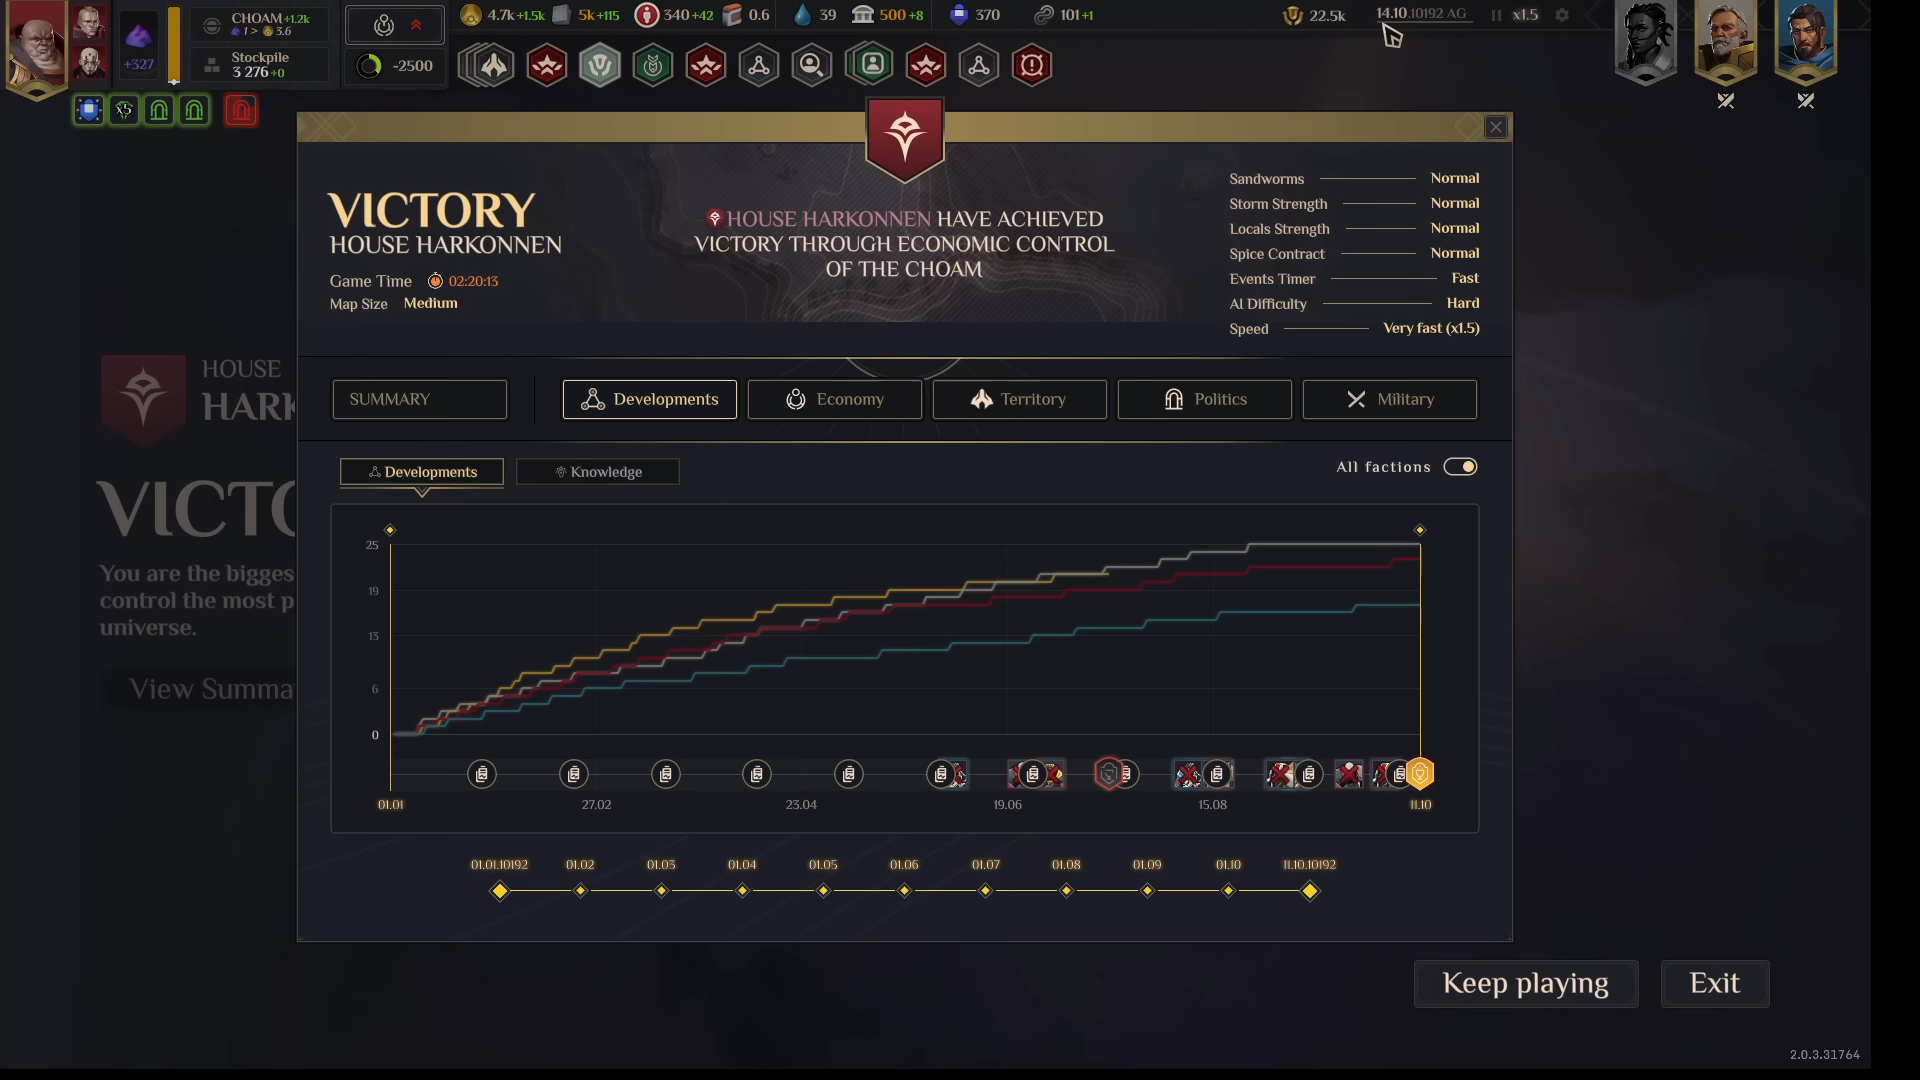 CHOAM +1.2k
1 > 3.6
+327
Stockpile
3 276 +0
-2500
4.7k +1.5k
5k +115
340 +42
0.6
39
500 +8
370
101 +1
22.5k
14.10.10192 AG
x1.5
x5
VICTORY
HOUSE HARKONNEN
Game Time 02:20:13
Map Size Medium
HOUSE HARKONNEN HAVE ACHIEVED
VICTORY THROUGH ECONOMIC CONTROL
OF THE CHOAM
Sandworms Normal
Storm Strength Normal
Locals Strength Normal
Spice Contract Normal
Events Timer Fast
AI Difficulty Hard
Speed Very fast (x1.5)
HOUSE
HARK
VICTO
You are the bigges
control the most p
universe.
View Summa
SUMMARY
Developments
Economy
Territory
Politics
Military
Developments
Knowledge
All factions
25
19
13
6
0
01.01
27.02
23.04
19.06
15.08
11.10
01.01.10192
01.02
01.03
01.04
01.05
01.06
01.07
01.08
01.09
01.10
11.10.10192
Keep playing
Exit
2.0.3.31764